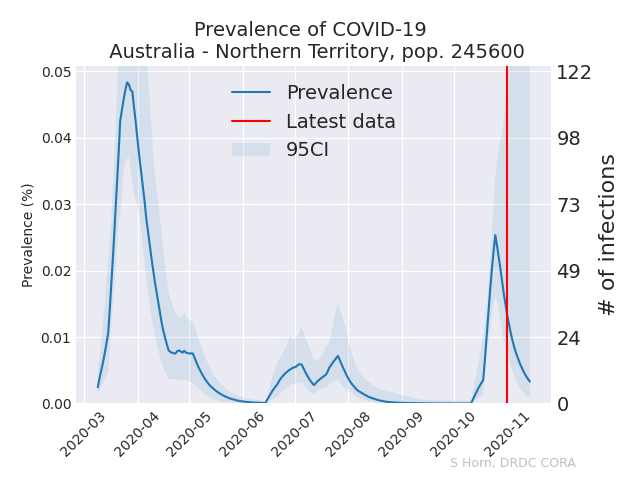 Prevalence of COVID-19
Australia - Northern Territory, pop. 245600
Prevalence
Latest data
95CI
Prevalence (%)
0.05
0.04
0.03
0.02
0.01
0.00
122
98
73
49
24
0
# of infections
2020-03
2020-04
2020-05
2020-06
2020-07
2020-08
2020-09
2020-10
2020-11
S Horn, DRDC CORA